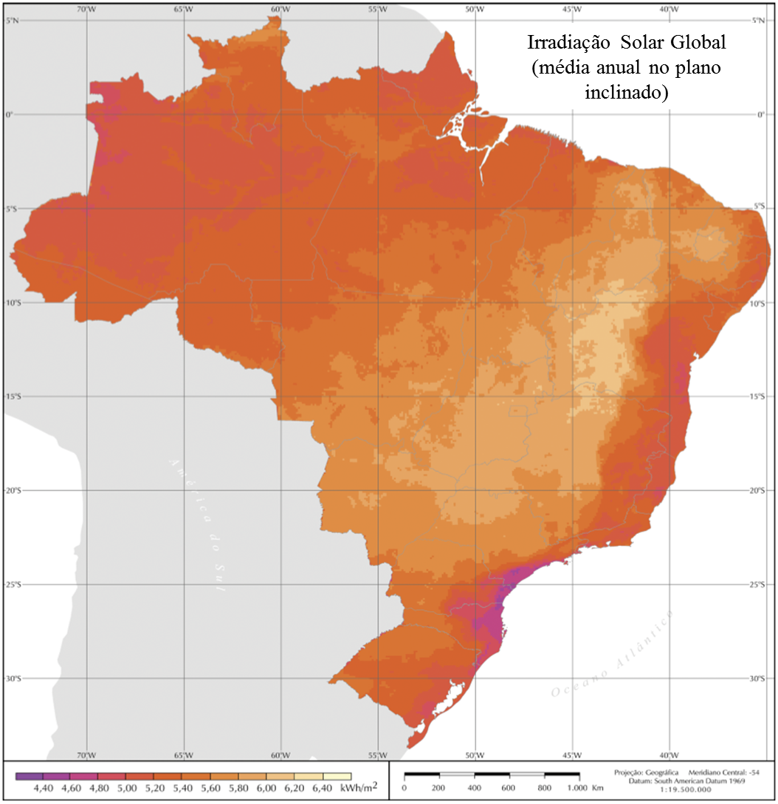 70°W 65°W 60°W 55°W 50°W 45°W 40°W
5°N 5°N
Irradiação Solar Global
(média anual no plano
inclinado)
0° 0°
5°S 5°S
10°S 10°S
15°S 15°S
América do Sul
20°S 20°S
25°S 25°S
Oceano Atlântico
30°S 30°S
70°W 65°W 60°W 55°W 50°W 45°W 40°W
4,40 4,60 4,80 5,00 5,20 5,40 5,60 5,80 6,00 6,20 6,40 kWh/m²
0 200 400 600 800 1.000 Km
Projeção: Geográfica Meridiano Central: -54
Datum: South American Datum 1969
1:19.500.000